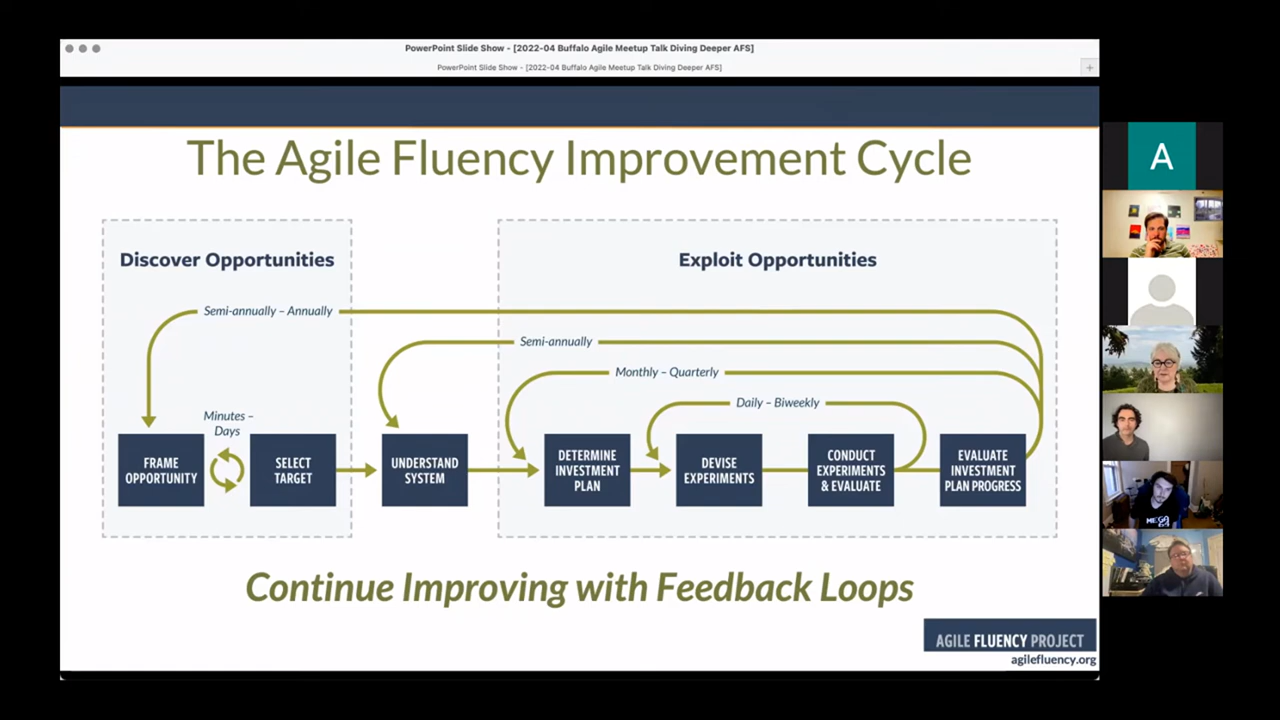 PowerPoint Slide Show - [2022-04 Buffalo Agile Meetup Talk Diving Deeper AFS]
PowerPoint Slide Show - [2022-04 Buffalo Agile Meetup Talk Diving Deeper AFS]
The Agile Fluency Improvement Cycle
Discover Opportunities
Exploit Opportunities
Semi-annually – Annually
Semi-annually
Monthly – Quarterly
Daily – Biweekly
Minutes –
Days
FRAME
OPPORTUNITY
SELECT
TARGET
UNDERSTAND
SYSTEM
DETERMINE
INVESTMENT
PLAN
DEVISE
EXPERIMENTS
CONDUCT
EXPERIMENTS
& EVALUATE
EVALUATE
INVESTMENT
PLAN PROGRESS
Continue Improving with Feedback Loops
AGILE FLUENCY PROJECT
agilefluency.org
A